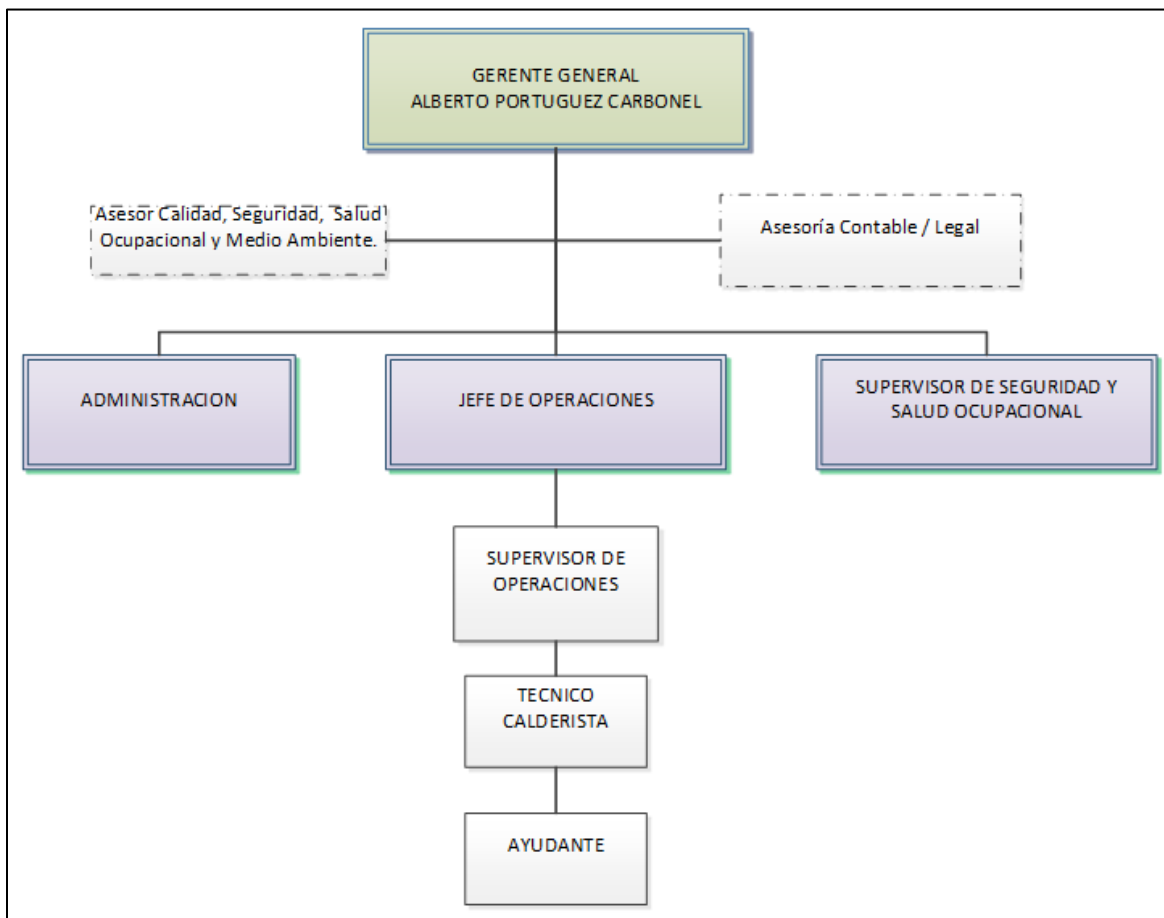 GERENTE GENERAL
ALBERTO PORTUGUEZ CARBONEL
Asesor Calidad, Seguridad, Salud
Ocupacional y Medio Ambiente.
Asesoría Contable / Legal
ADMINISTRACION
JEFE DE OPERACIONES
SUPERVISOR DE SEGURIDAD Y
SALUD OCUPACIONAL
SUPERVISOR DE
OPERACIONES
TECNICO
CALDERISTA
AYUDANTE